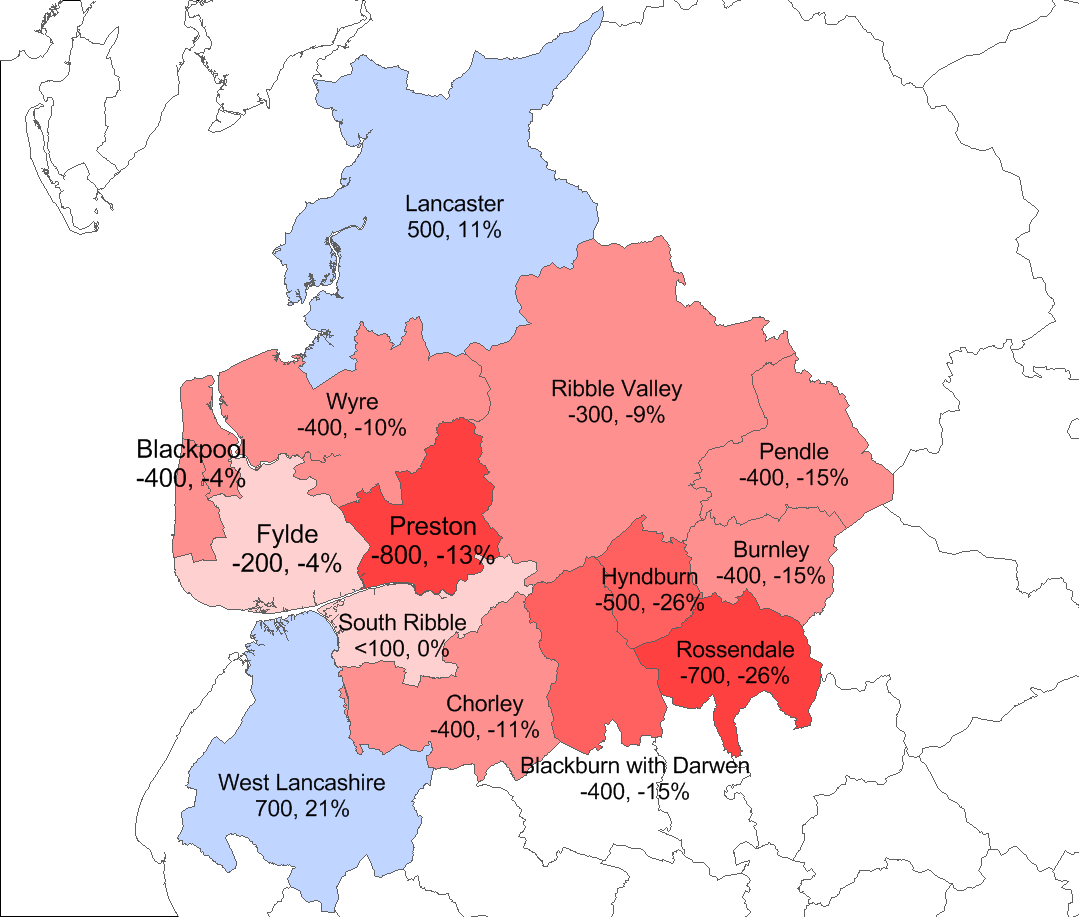 Lancaster
500, 11%
Ribble Valley
-300, -9%
Wyre
-400, -10%
Blackpool
-400, -4%
Pendle
-400, -15%
Preston
-800, -13%
Fylde
-200, -4%
Burnley
-400, -15%
Hyndburn
-500, -26%
South Ribble
<100, 0%
Rossendale
-700, -26%
Chorley
-400, -11%
Blackburn with Darwen
-400, -15%
West Lancashire
700, 21%